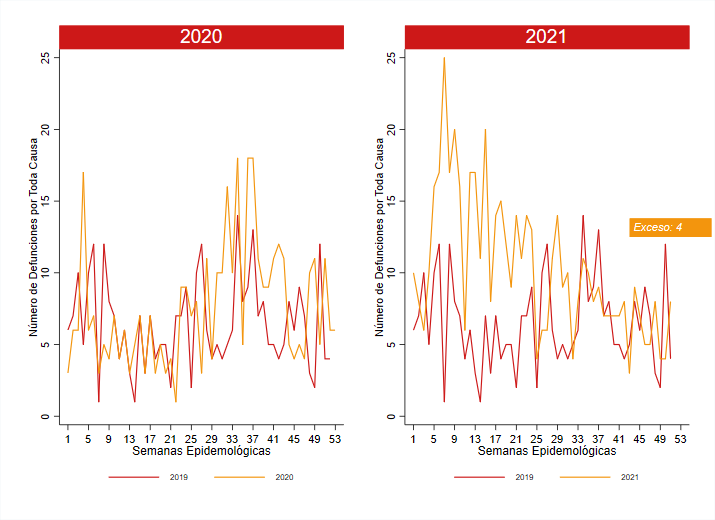 2020
Número de Defunciones por Toda Causa
25
20
15
10
5
0
1 5 9 13 17 21 25 29 33 37 41 45 49 53
Semanas Epidemológicas
2019 2020
2021
Número de Defunciones por Toda Causa
25
20
15
10
5
0
Exceso: 4
1 5 9 13 17 21 25 29 33 37 41 45 49 53
Semanas Epidemológicas
2019 2021